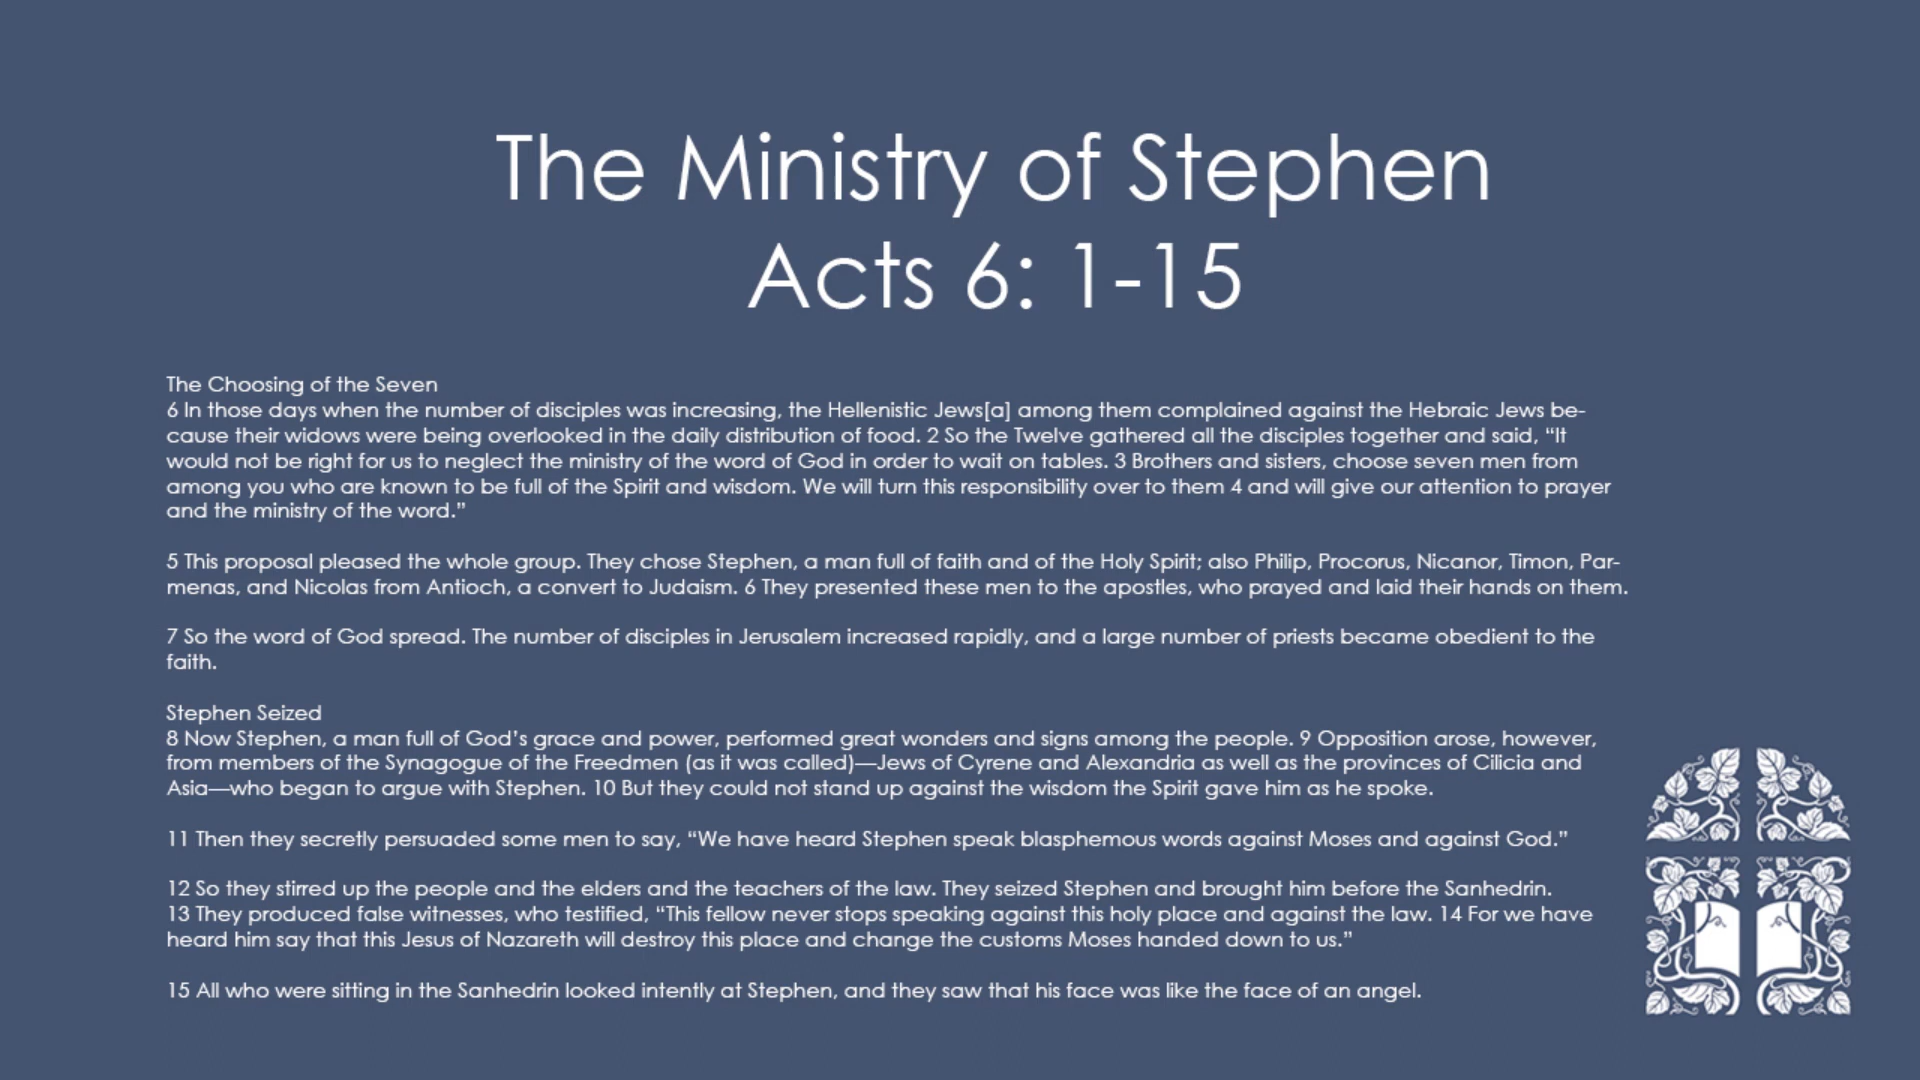 The Ministry of Stephen
Acts 6: 1-15
The Choosing of the Seven
6 In those days when the number of disciples was increasing, the Hellenistic Jews[a] among them complained against the Hebraic Jews be-
cause their widows were being overlooked in the daily distribution of food. 2 So the Twelve gathered all the disciples together and said, “It
would not be right for us to neglect the ministry of the word of God in order to wait on tables. 3 Brothers and sisters, choose seven men from
among you who are known to be full of the Spirit and wisdom. We will turn this responsibility over to them 4 and will give our attention to prayer
and the ministry of the word.”
5 This proposal pleased the whole group. They chose Stephen, a man full of faith and of the Holy Spirit; also Philip, Procorus, Nicanor, Timon, Par-
menas, and Nicolas from Antioch, a convert to Judaism. 6 They presented these men to the apostles, who prayed and laid their hands on them.
7 So the word of God spread. The number of disciples in Jerusalem increased rapidly, and a large number of priests became obedient to the
faith.
Stephen Seized
8 Now Stephen, a man full of God’s grace and power, performed great wonders and signs among the people. 9 Opposition arose, however,
from members of the Synagogue of the Freedmen (as it was called)—Jews of Cyrene and Alexandria as well as the provinces of Cilicia and
Asia—who began to argue with Stephen. 10 But they could not stand up against the wisdom the Spirit gave him as he spoke.
11 Then they secretly persuaded some men to say, “We have heard Stephen speak blasphemous words against Moses and against God.”
12 So they stirred up the people and the elders and the teachers of the law. They seized Stephen and brought him before the Sanhedrin.
13 They produced false witnesses, who testified, “This fellow never stops speaking against this holy place and against the law. 14 For we have
heard him say that this Jesus of Nazareth will destroy this place and change the customs Moses handed down to us.”
15 All who were sitting in the Sanhedrin looked intently at Stephen, and they saw that his face was like the face of an angel.